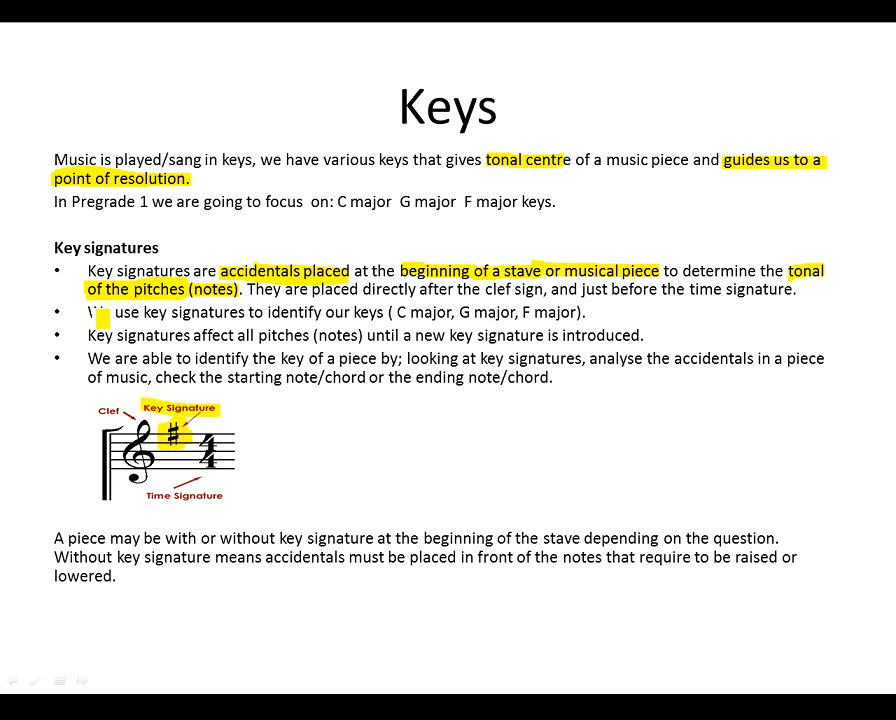 Keys
Music is played/sang in keys, we have various keys that gives tonal centre of a music piece and guides us to a
point of resolution.
In Pregrade 1 we are going to focus on: C major G major F major keys.
Key signatures
• Key signatures are accidentals placed at the beginning of a stave or musical piece to determine the tonal
of the pitches (notes). They are placed directly after the clef sign, and just before the time signature.
• use key signatures to identify our keys ( C major, G major, F major).
• Key signatures affect all pitches (notes) until a new key signature is introduced.
• We are able to identify the key of a piece by; looking at key signatures, analyse the accidentals in a piece
of music, check the starting note/chord or the ending note/chord.
Clef Key Signature
4
4
Time Signature
A piece may be with or without key signature at the beginning of the stave depending on the question.
Without key signature means accidentals must be placed in front of the notes that require to be raised or
lowered.